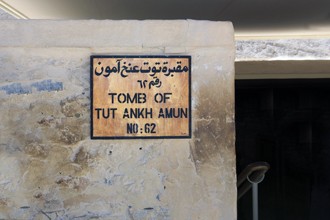 مقبرة توت عنخ آمون
رقم ٦٢
TOMB OF
TUT ANKH AMUN
NO: 62